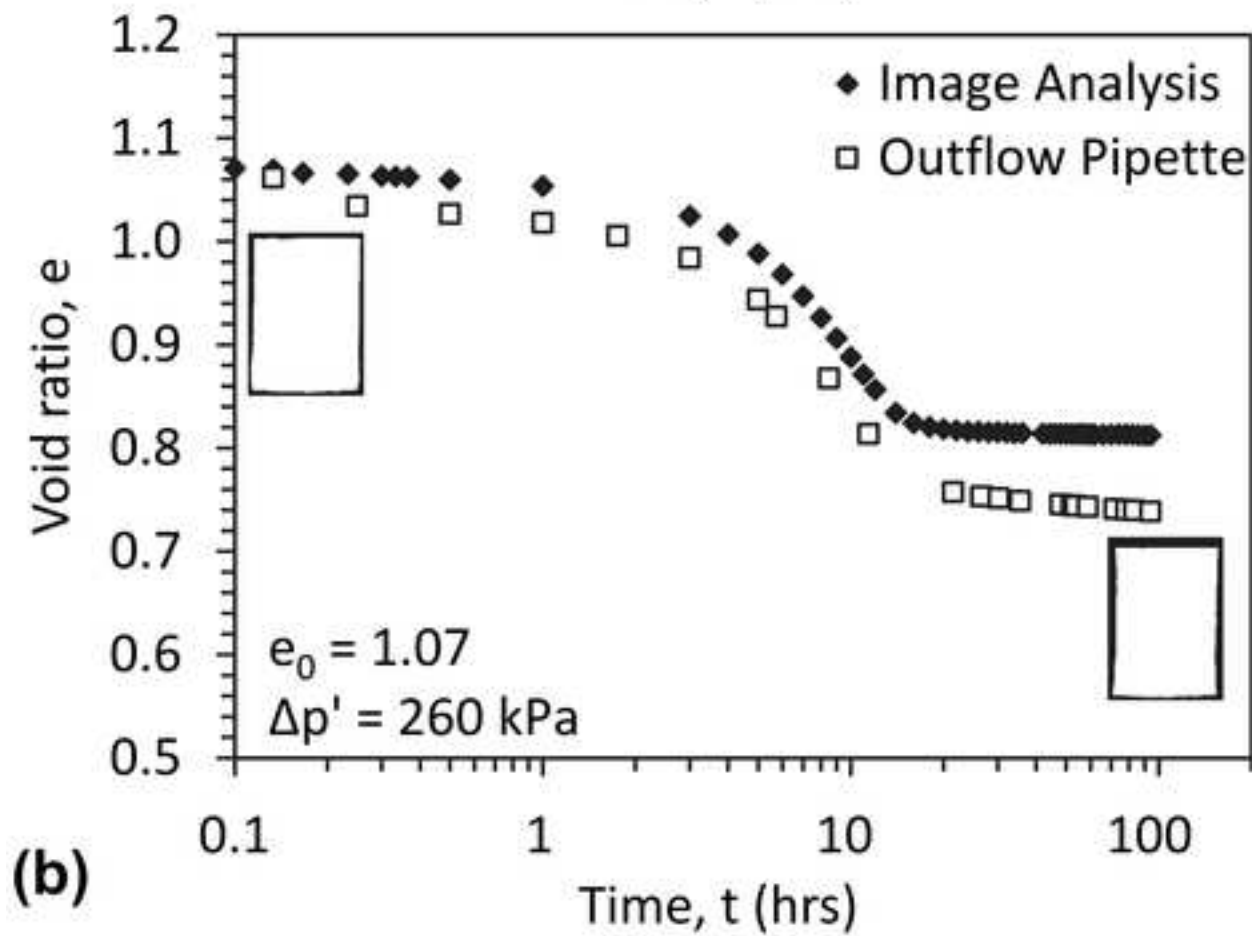 1.2
1.1
1.0
0.9
0.8
0.7
0.6
0.5
Void ratio, e
Image Analysis
Outflow Pipette
e₀ = 1.07
Δp' = 260 kPa
0.1 1 10 100
Time, t (hrs)
(b)